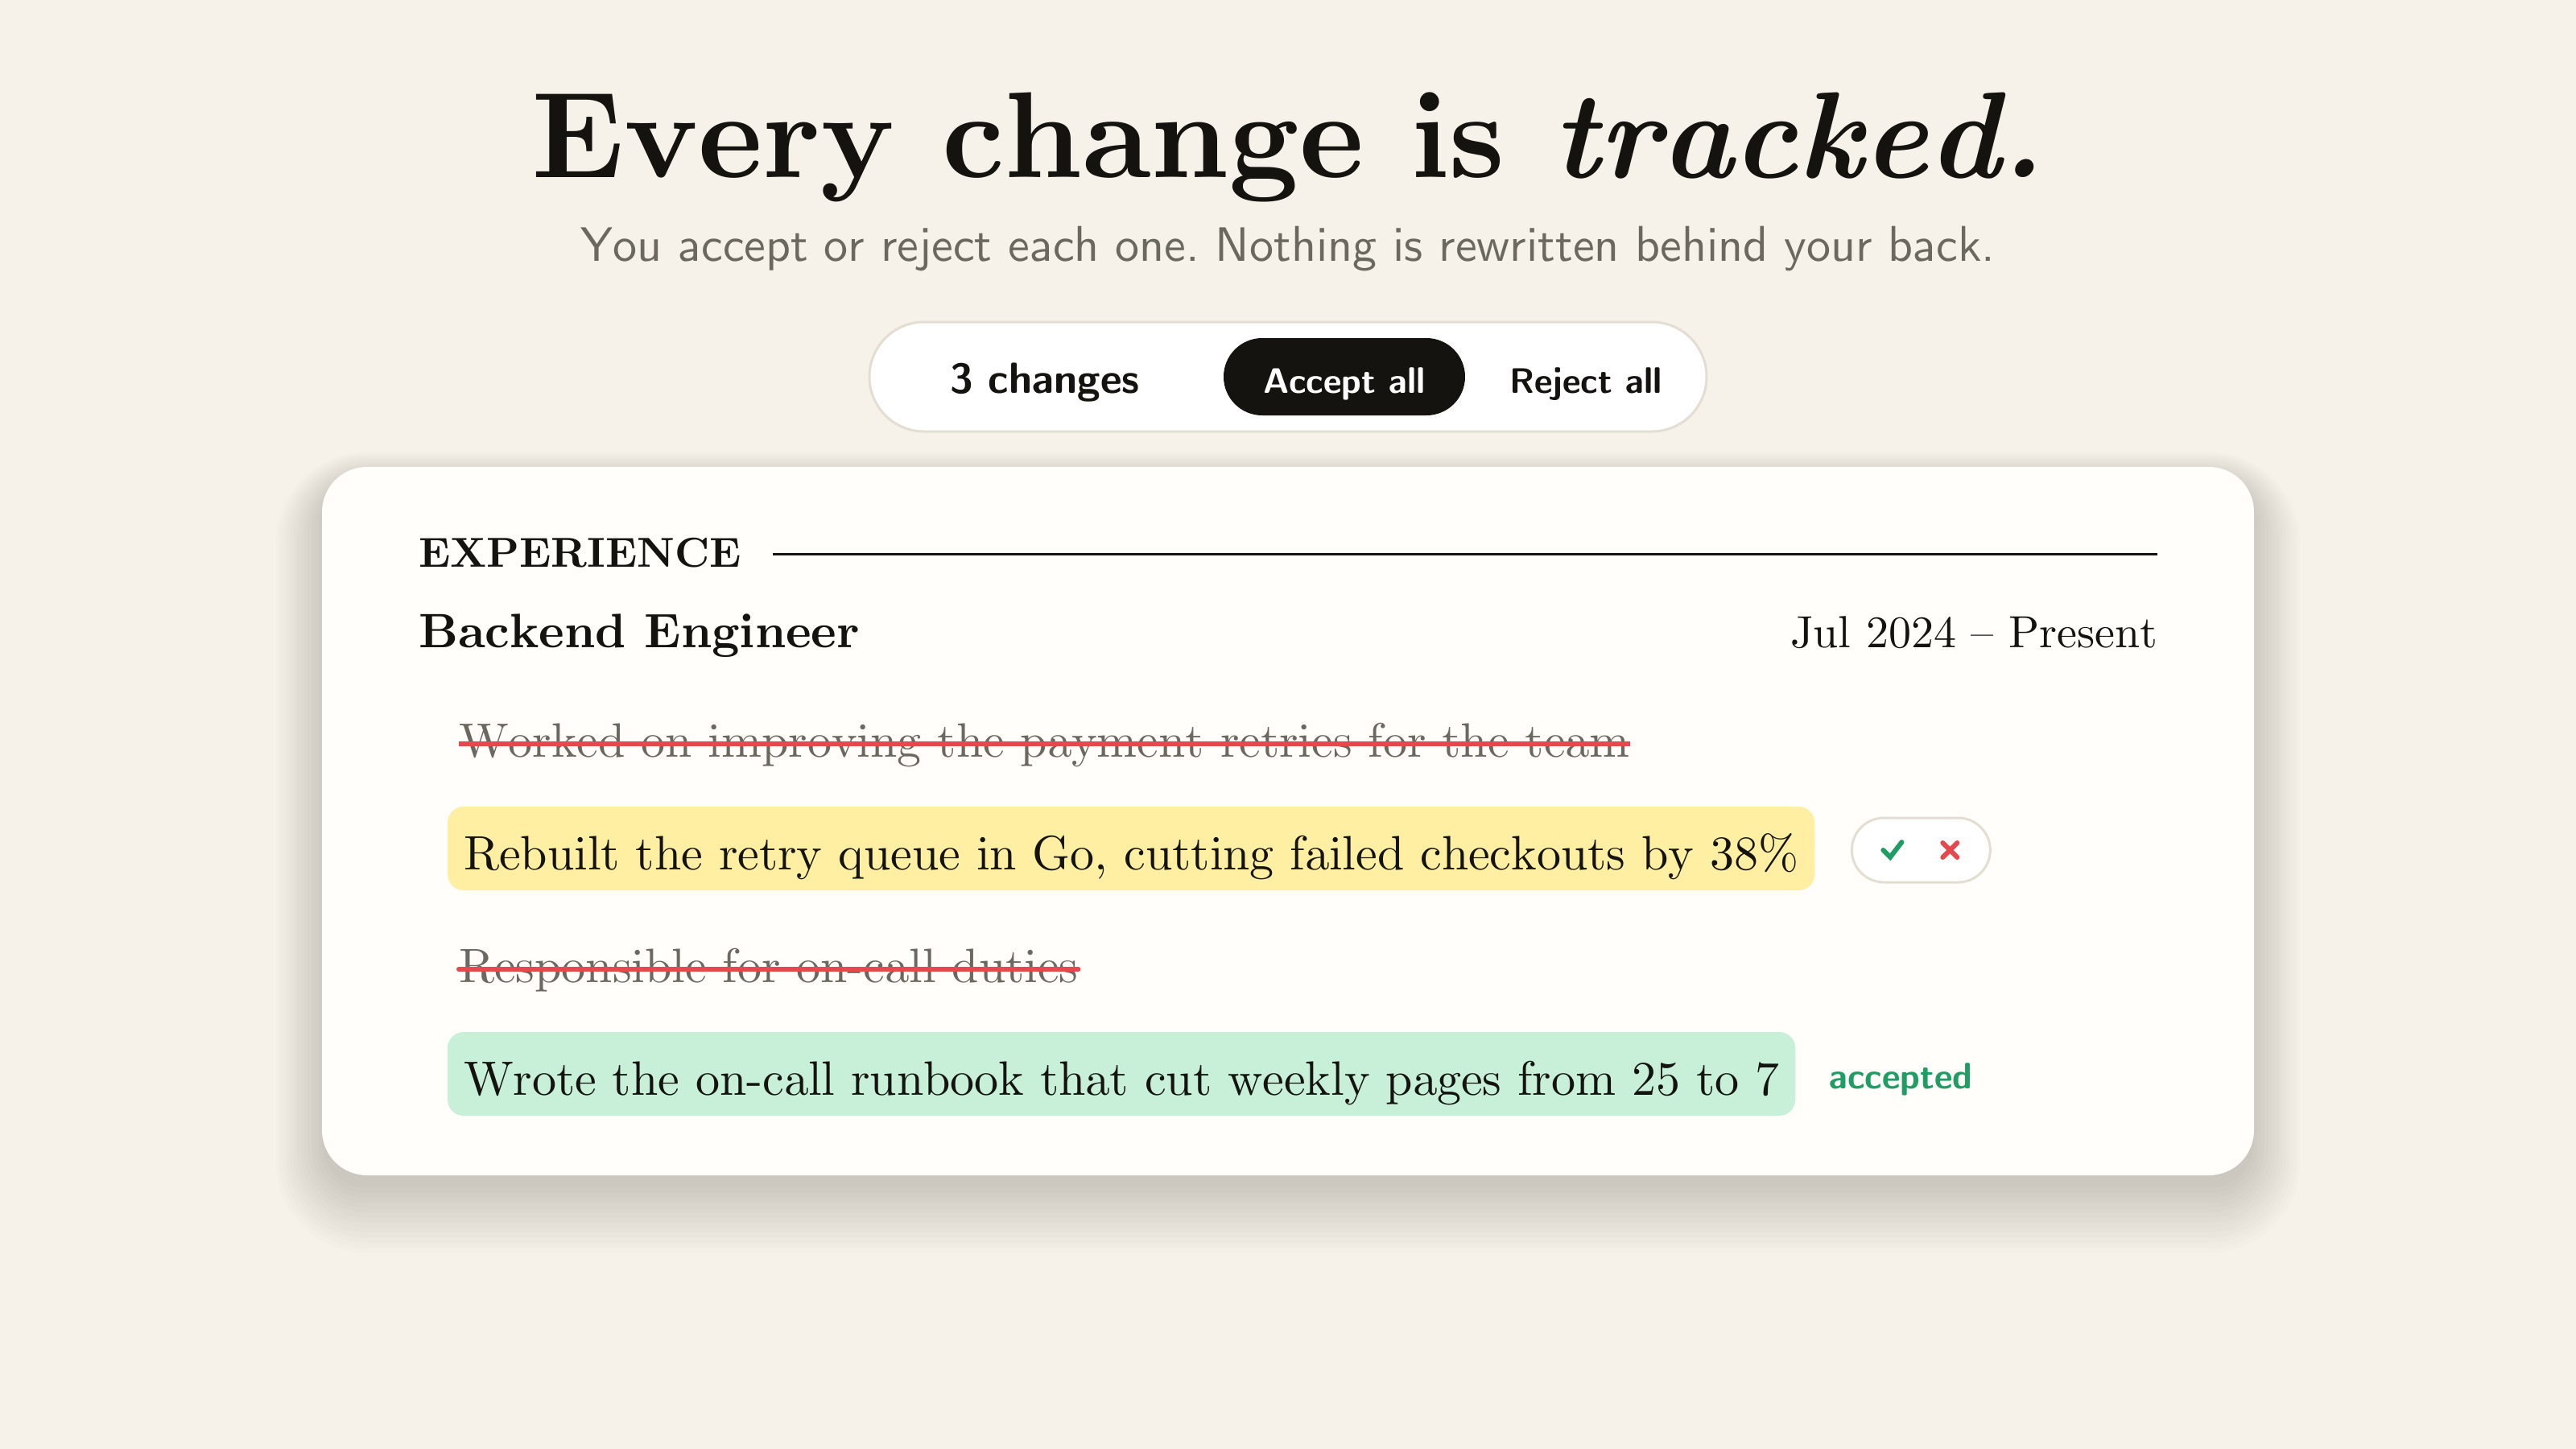 Every change is tracked.
You accept or reject each one. Nothing is rewritten behind your back.
3 changes Accept all Reject all
EXPERIENCE
Backend Engineer Jul 2024 – Present
Worked on improving the payment retries for the team
Rebuilt the retry queue in Go, cutting failed checkouts by 38%
Responsible for on-call duties
Wrote the on-call runbook that cut weekly pages from 25 to 7 accepted